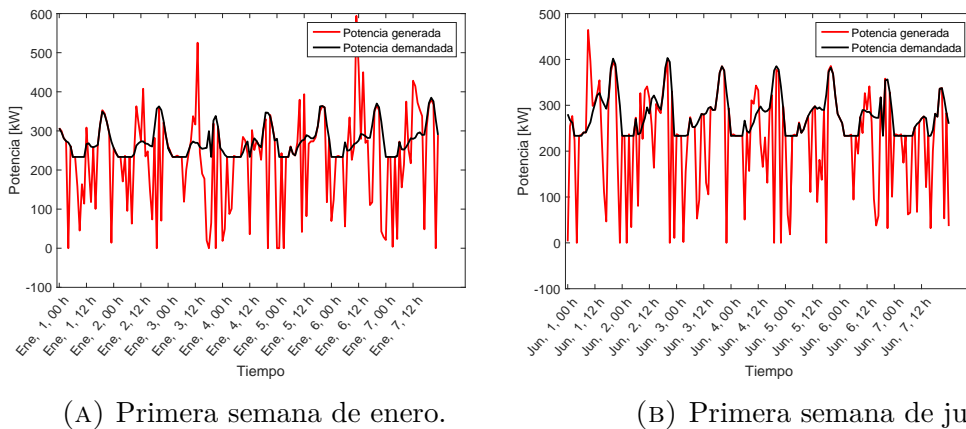 600
500
400
300
200
100
0
-100
Potencia [kW]
Potencia generada
Potencia demandada
Ene, 1, 00 h
Ene, 1, 12 h
Ene, 2, 00 h
Ene, 2, 12 h
Ene, 3, 00 h
Ene, 3, 12 h
Ene, 4, 00 h
Ene, 4, 12 h
Ene, 5, 00 h
Ene, 5, 12 h
Ene, 6, 00 h
Ene, 6, 12 h
Ene, 7, 00 h
Ene, 7, 12 h
Tiempo
(A) Primera semana de enero.
500
400
300
200
100
0
-100
Potencia [kW]
Potencia generada
Potencia demandada
Jun, 1, 00 h
Jun, 1, 12 h
Jun, 2, 00 h
Jun, 2, 12 h
Jun, 3, 00 h
Jun, 3, 12 h
Jun, 4, 00 h
Jun, 4, 12 h
Jun, 5, 00 h
Jun, 5, 12 h
Jun, 6, 00 h
Jun, 6, 12 h
Jun, 7, 00 h
Jun, 7, 12 h
Tiempo
(B) Primera semana de ju